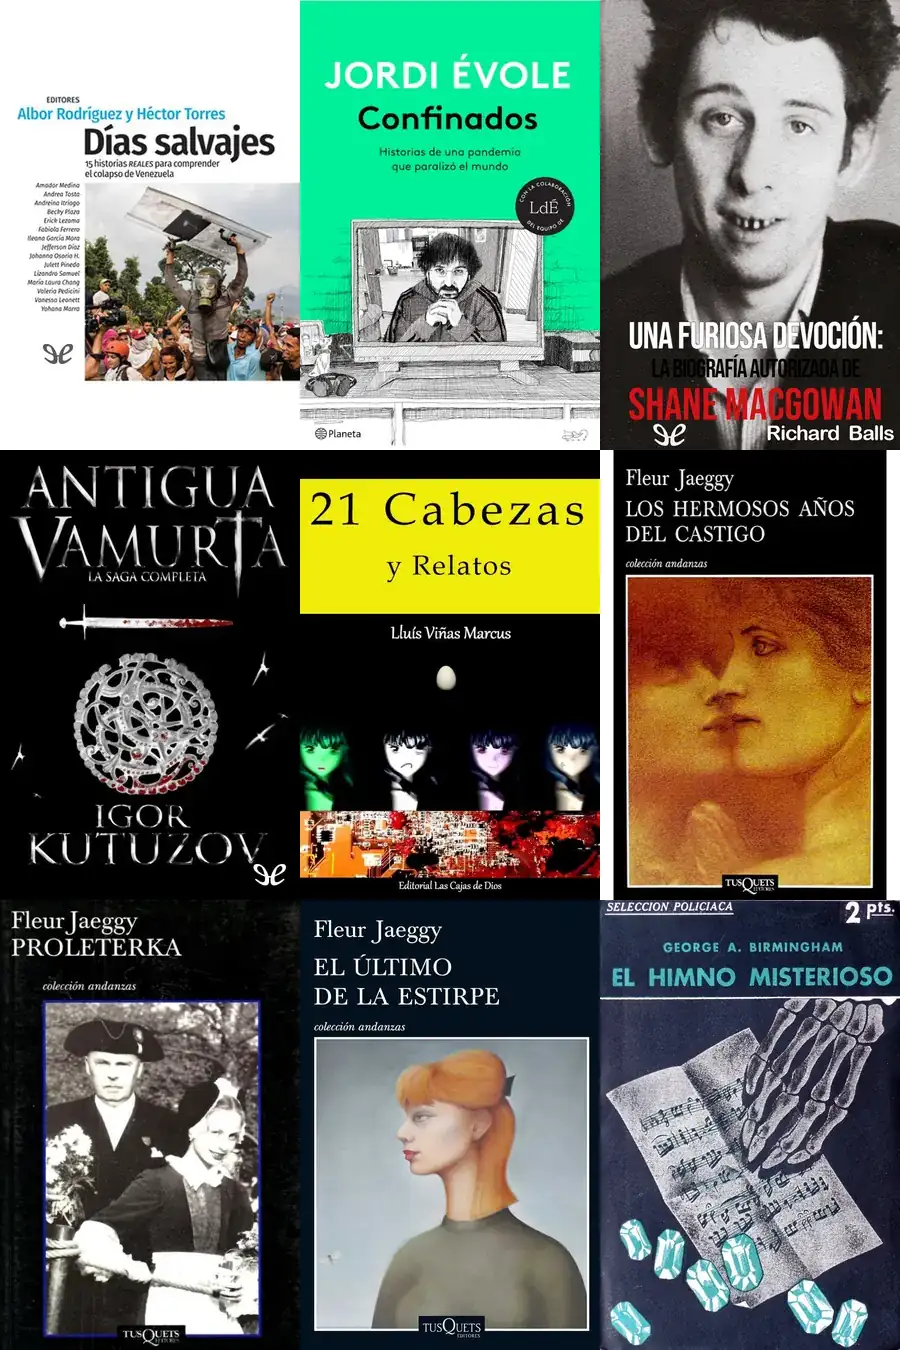 EDITORES
Albor Rodríguez y Héctor Torres
Días salvajes
15 historias REALES para comprender
el colapso de Venezuela
Amador Medina
Andrea Tosta
Andreina Itriago
Becky Plaza
Erick Lezama
Fabiola Ferrero
Ileana García Mora
Jefferson Díaz
Johanna Osorio H.
Julett Pineda
Lizandro Samuel
María Laura Chang
Valeria Pedicini
Vanessa Leonett
Yohana Marra
JORDI ÉVOLE
Confinados
Historias de una pandemia
que paralizó el mundo
CON LA COLABORACIÓN
LdÉ
DEL EQUIPO DE
Planeta
UNA FURIOSA DEVOCIÓN:
LA BIOGRAFÍA AUTORIZADA DE
SHANE MACGOWAN
Richard Balls
ANTIGUA
VAMURTA
LA SAGA COMPLETA
IGOR
KUTUZOV
21 Cabezas
y Relatos
Lluís Viñas Marcus
Editorial Las Cajas de Dios
Fleur Jaeggy
LOS HERMOSOS AÑOS
DEL CASTIGO
colección andanzas
TUSQUETS
EDITORES
Fleur Jaeggy
PROLETERKA
colección andanzas
TUSQUETS
EDITORES
Fleur Jaeggy
EL ÚLTIMO
DE LA ESTIRPE
colección andanzas
TUSQUETS
EDITORES
SELECCION POLICIACA
2 pts.
GEORGE A. BIRMINGHAM
EL HIMNO MISTERIOSO